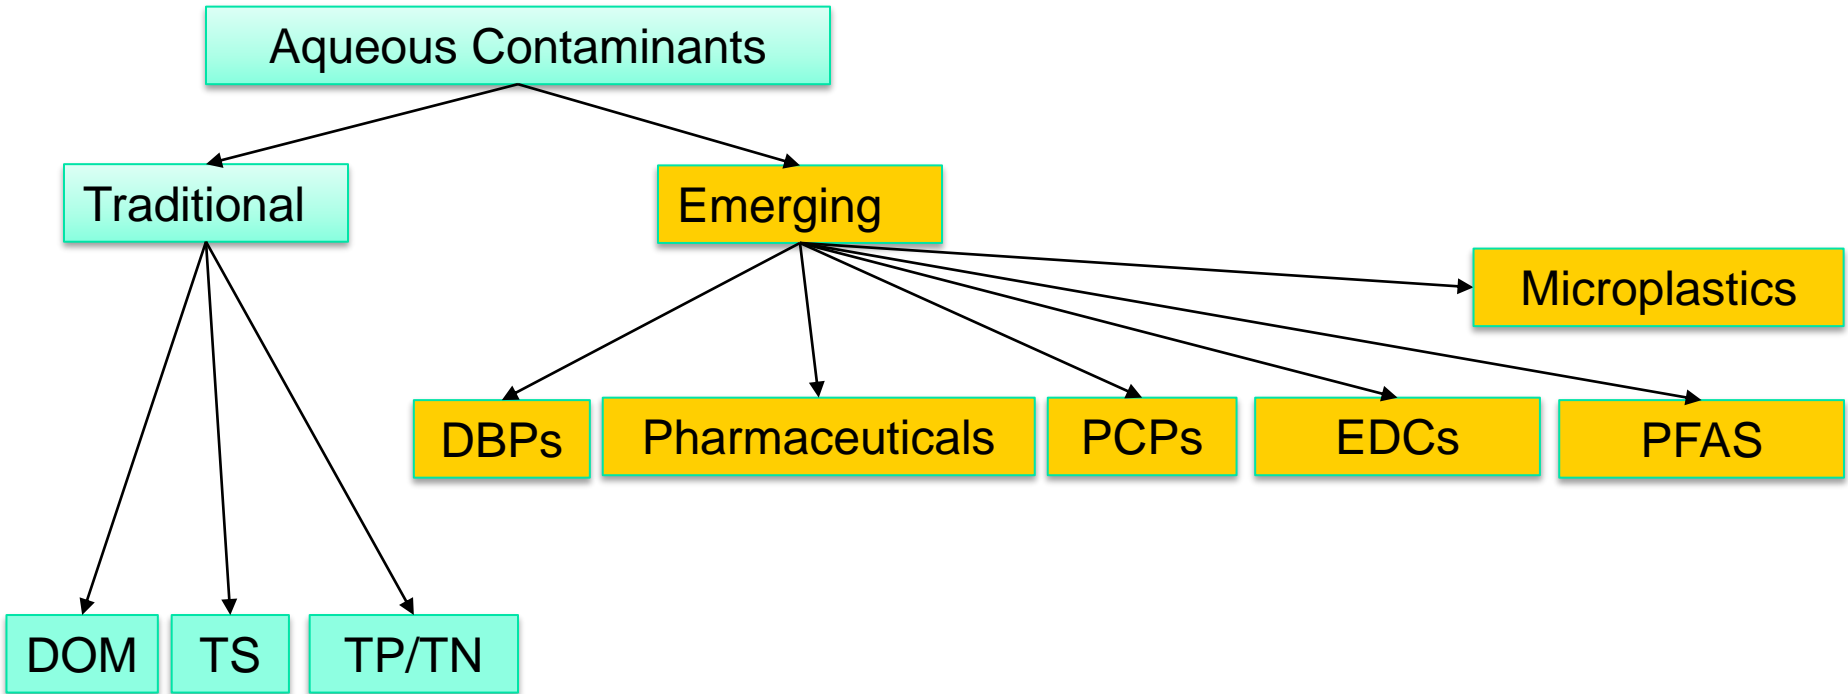 Aqueous Contaminants
Traditional
Emerging
Microplastics
DBPs
Pharmaceuticals
PCPs
EDCs
PFAS
DOM
TS
TP/TN